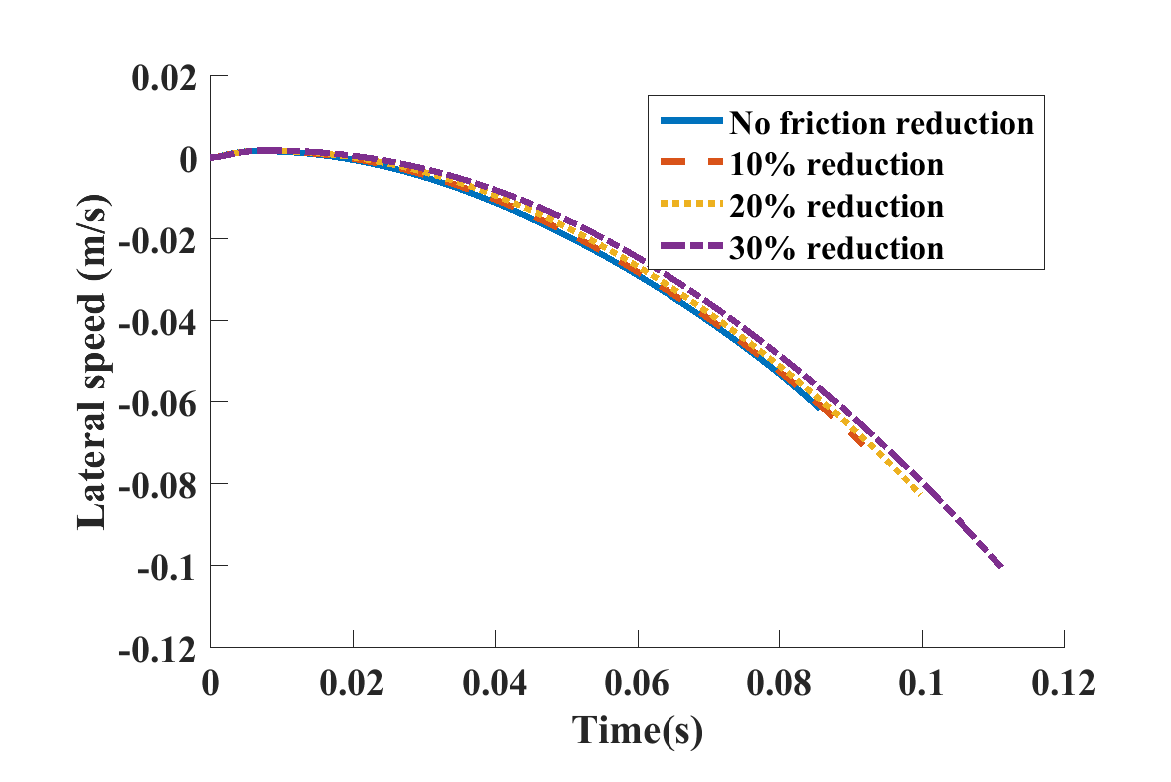 0.02
0
-0.02
-0.04
-0.06
-0.08
-0.1
-0.12
Lateral speed (m/s)
No friction reduction
10% reduction
20% reduction
30% reduction
0 0.02 0.04 0.06 0.08 0.1 0.12
Time(s)